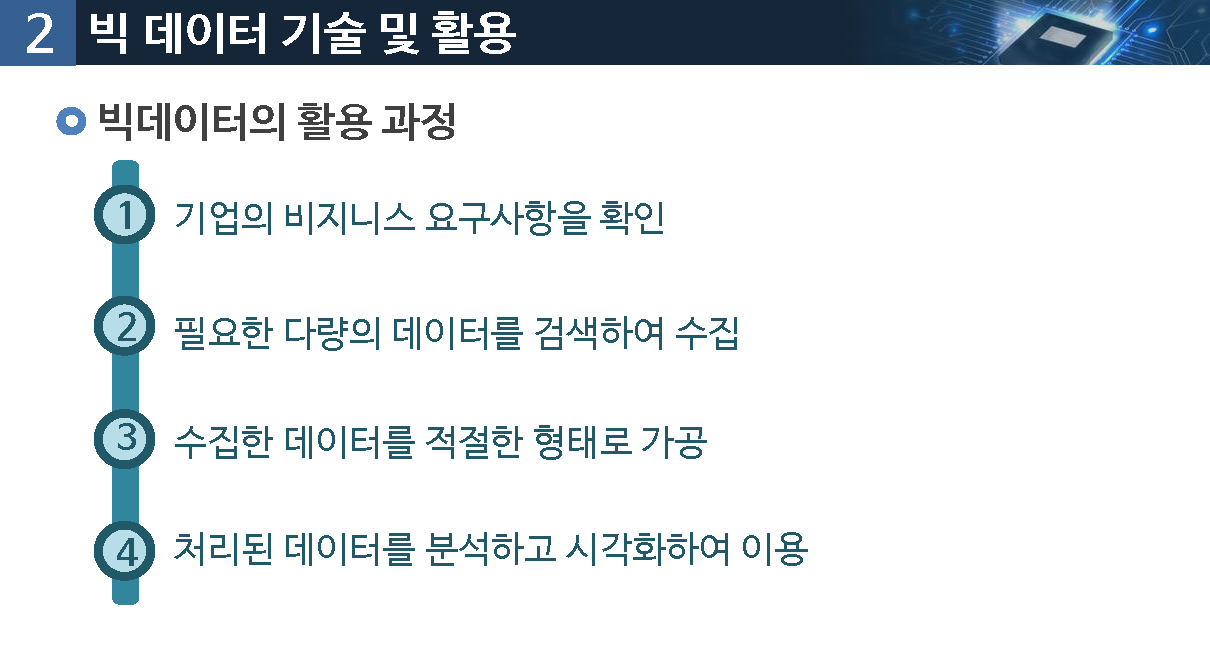 2 빅 데이터 기술 및 활용
빅데이터의 활용 과정
1 기업의 비지니스 요구사항을 확인
2 필요한 다량의 데이터를 검색하여 수집
3 수집한 데이터를 적절한 형태로 가공
4 처리된 데이터를 분석하고 시각화하여 이용